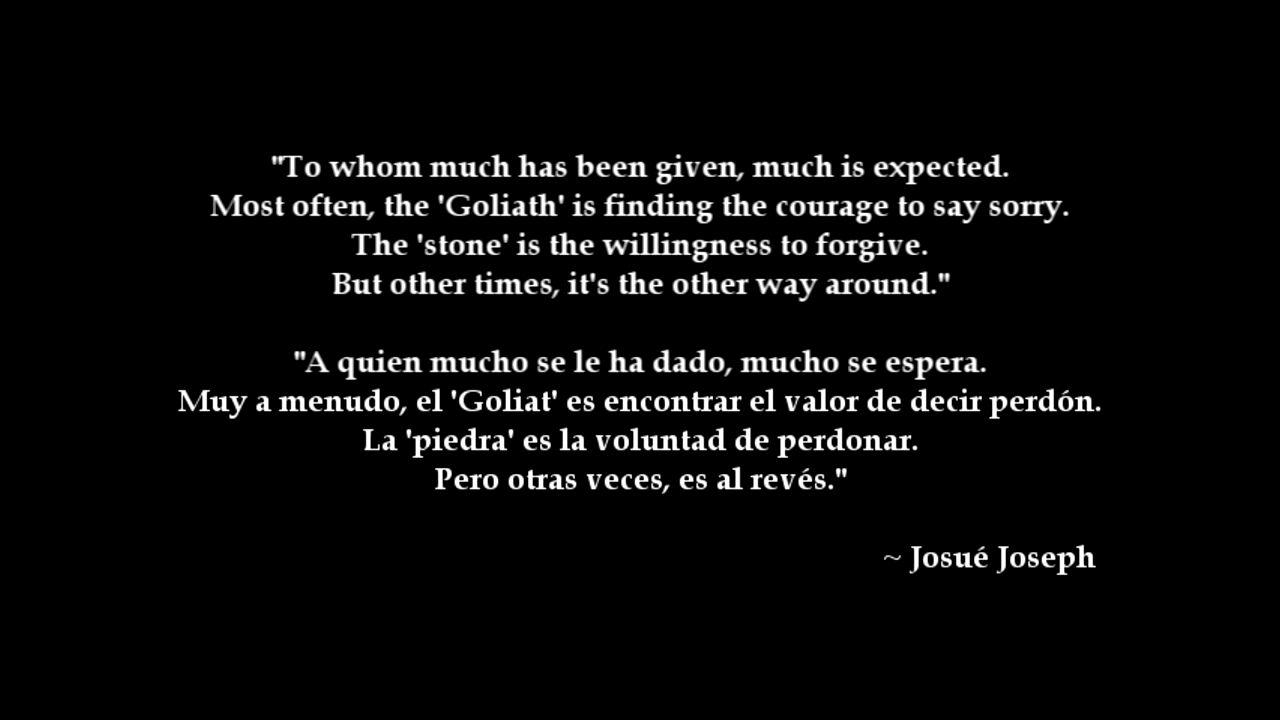 "To whom much has been given, much is expected.
Most often, the 'Goliath' is finding the courage to say sorry.
The 'stone' is the willingness to forgive.
But other times, it's the other way around."
"A quien mucho se le ha dado, mucho se espera.
Muy a menudo, el 'Goliat' es encontrar el valor de decir perdón.
La 'piedra' es la voluntad de perdonar.
Pero otras veces, es al revés."
~ Josué Joseph